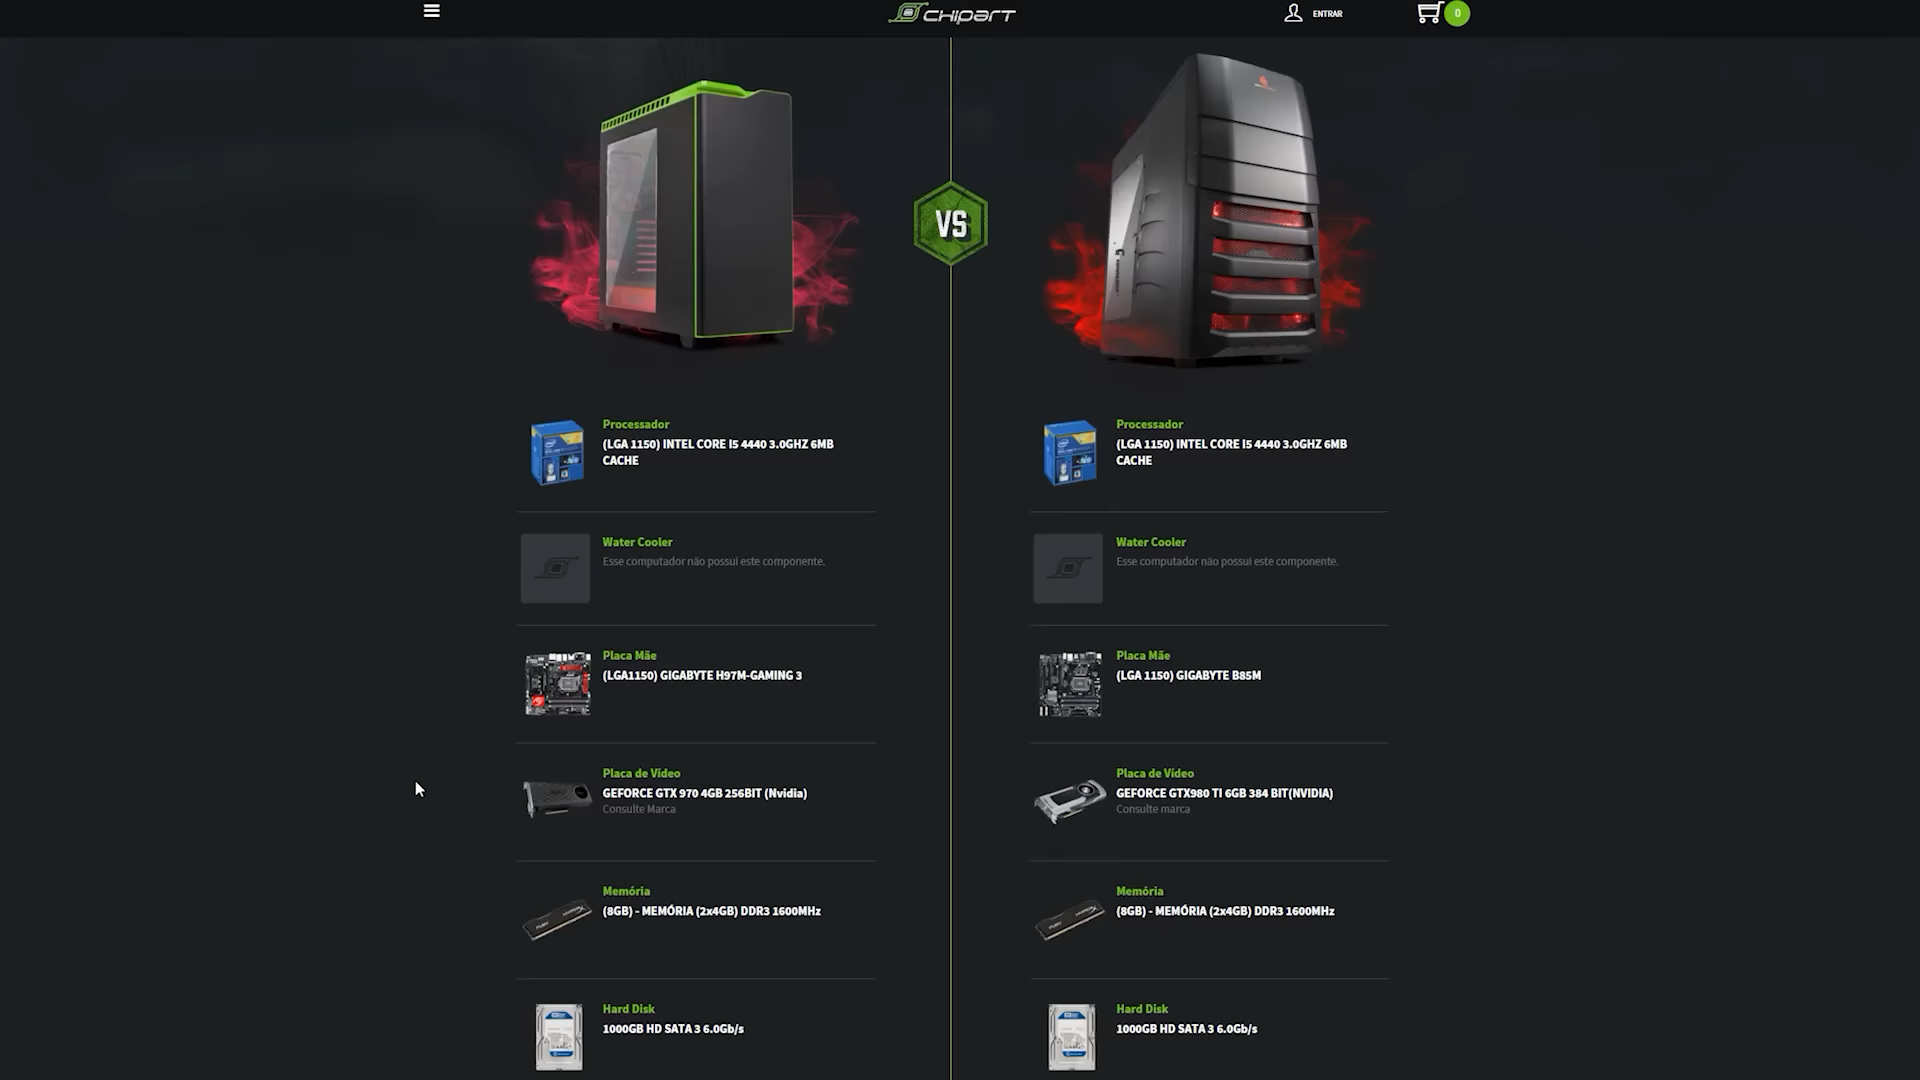 CHIPART
ENTRAR
0
VS
Processador
(LGA 1150) INTEL CORE I5 4440 3.0GHZ 6MB
CACHE
Water Cooler
Esse computador não possui este componente.
Placa Mãe
(LGA1150) GIGABYTE H97M-GAMING 3
Placa de Vídeo
GEFORCE GTX 970 4GB 256BIT (Nvidia)
Consulte Marca
Memória
(8GB) - MEMÓRIA (2x4GB) DDR3 1600MHz
Hard Disk
1000GB HD SATA 3 6.0Gb/s
Processador
(LGA 1150) INTEL CORE I5 4440 3.0GHZ 6MB
CACHE
Water Cooler
Esse computador não possui este componente.
Placa Mãe
(LGA 1150) GIGABYTE B85M
Placa de Vídeo
GEFORCE GTX980 TI 6GB 384 BIT(NVIDIA)
Consulte marca
Memória
(8GB) - MEMÓRIA (2x4GB) DDR3 1600MHz
Hard Disk
1000GB HD SATA 3 6.0Gb/s